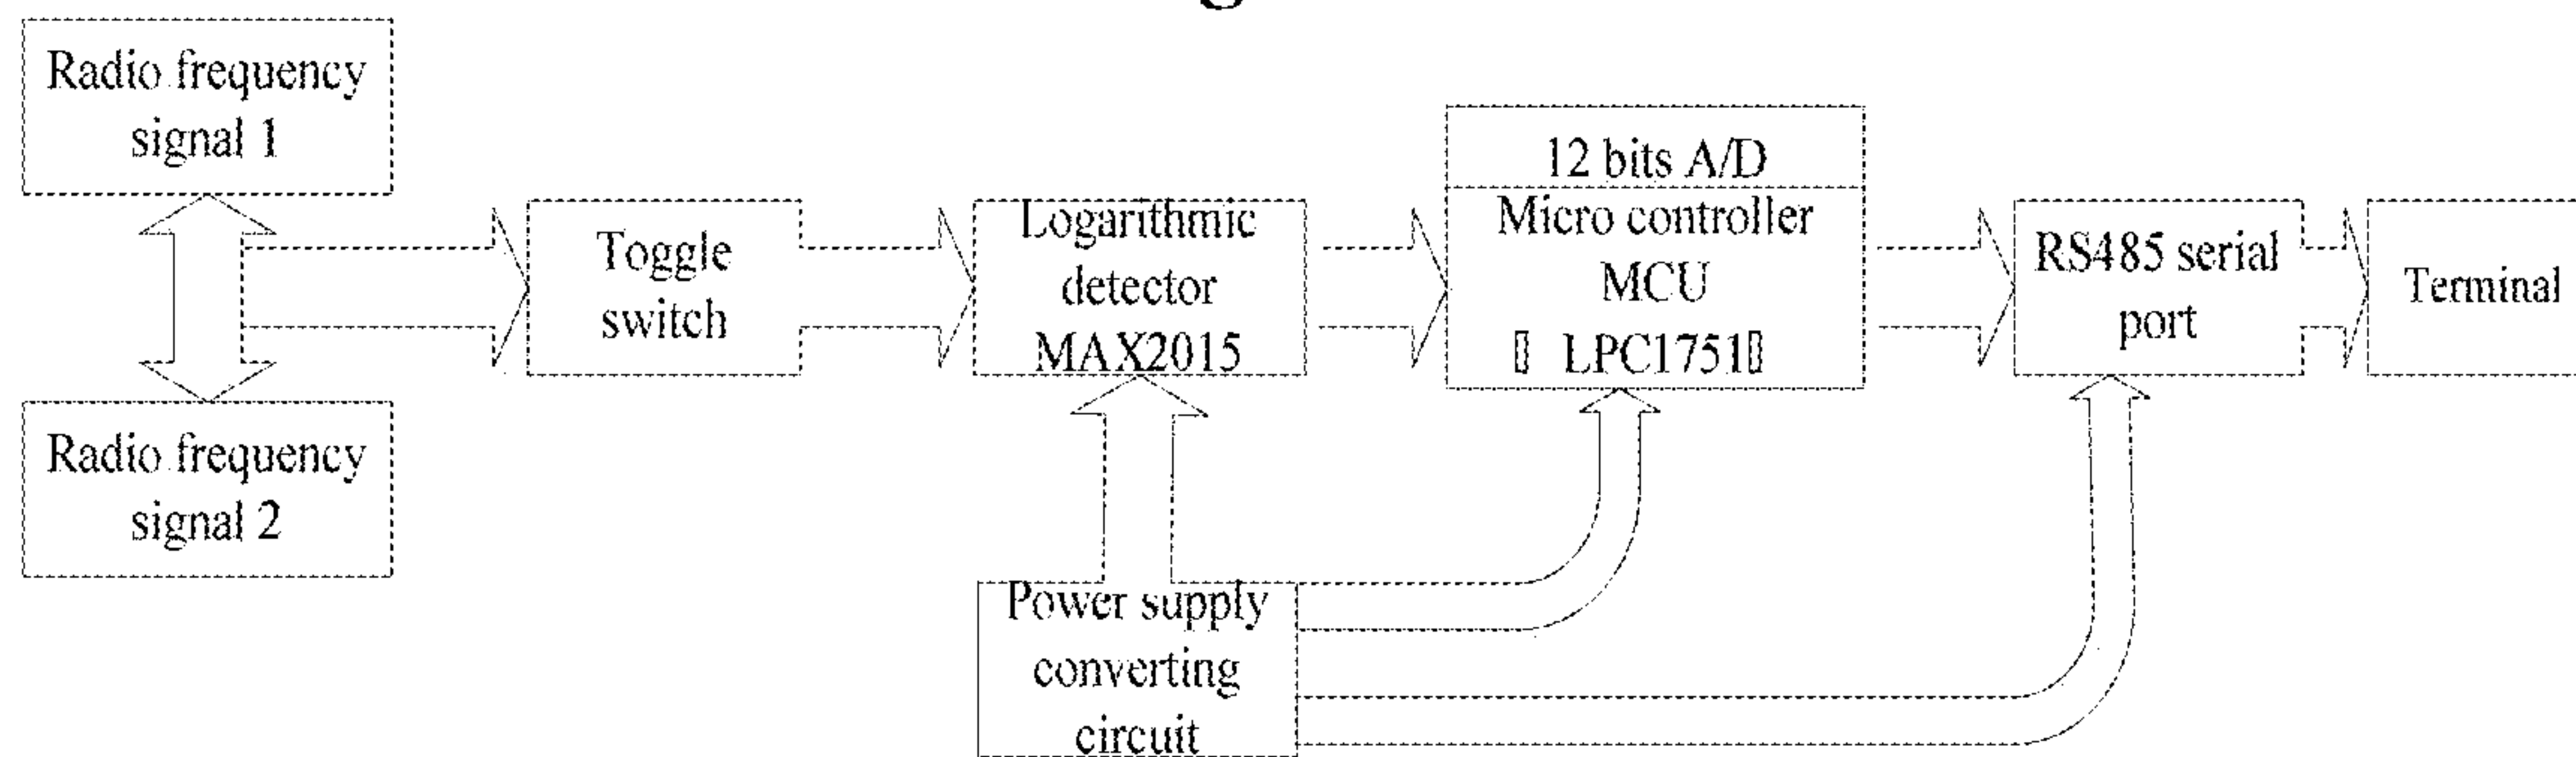 Radio frequency
signal 1
Radio frequency
signal 2
Toggle
switch
Logarithmic
detector
MAX2015
12 bits A/D
Micro controller
MCU
▯ LPC1751▯
RS485 serial
port
Terminal
Power supply
converting
circuit